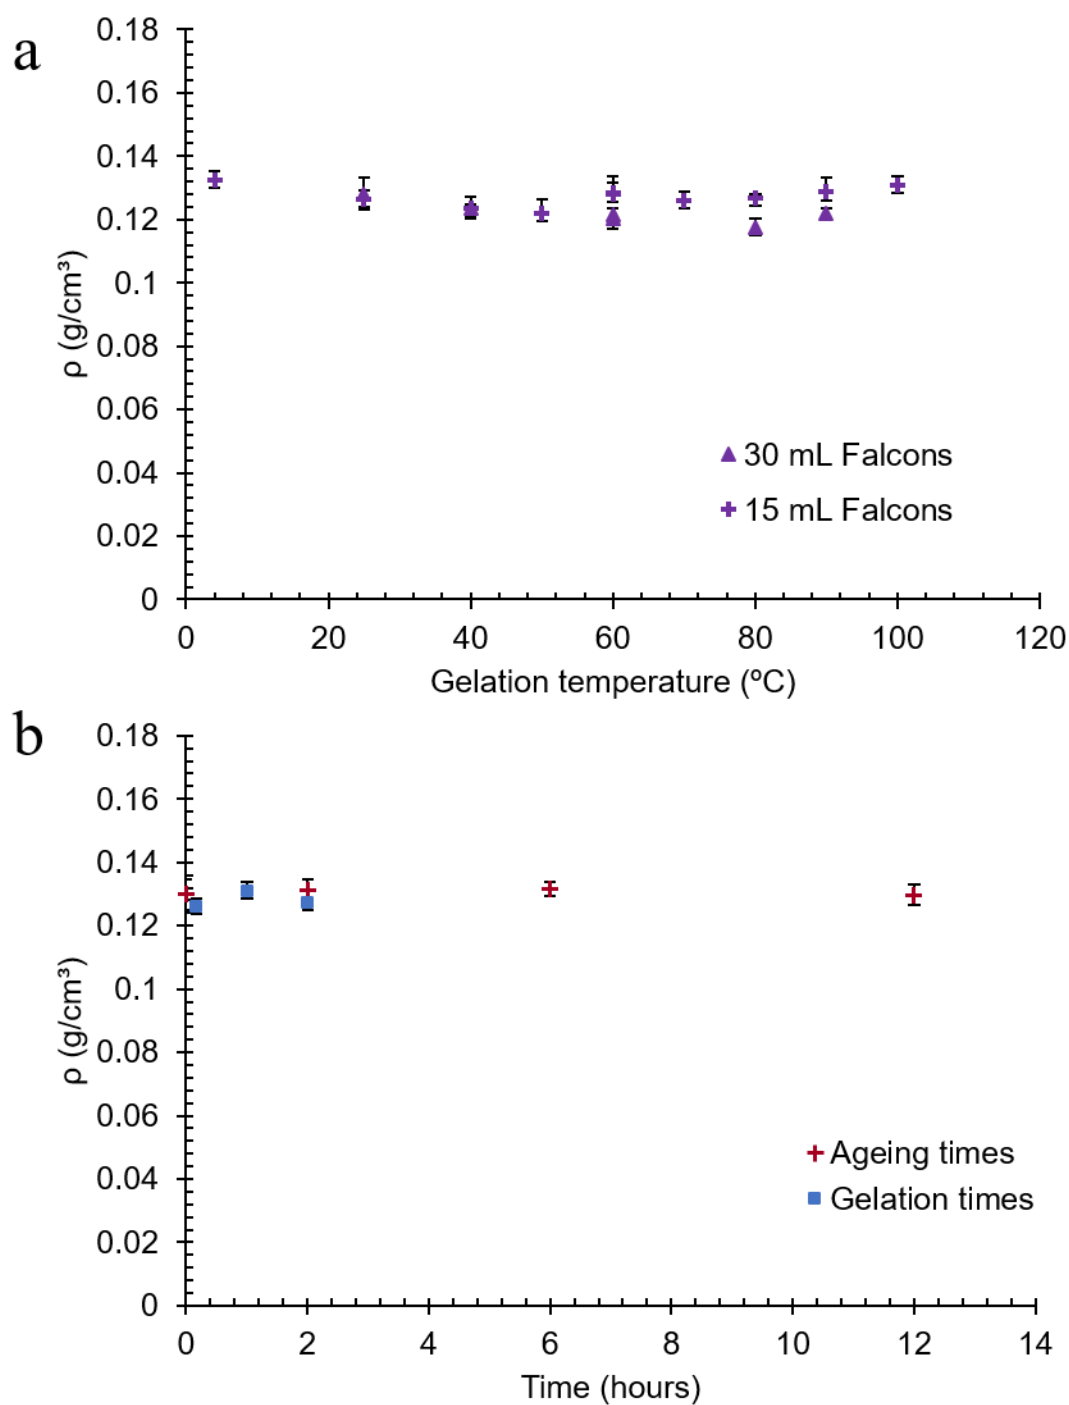 a
0.18
0.16
0.14
0.12
0.1
0.08
0.06
0.04
0.02
0
ρ (g/cm³)
30 mL Falcons
15 mL Falcons
0 20 40 60 80 100 120
Gelation temperature (ºC)
b
0.18
0.16
0.14
0.12
0.1
0.08
0.06
0.04
0.02
0
ρ (g/cm³)
Ageing times
Gelation times
0 2 4 6 8 10 12 14
Time (hours)